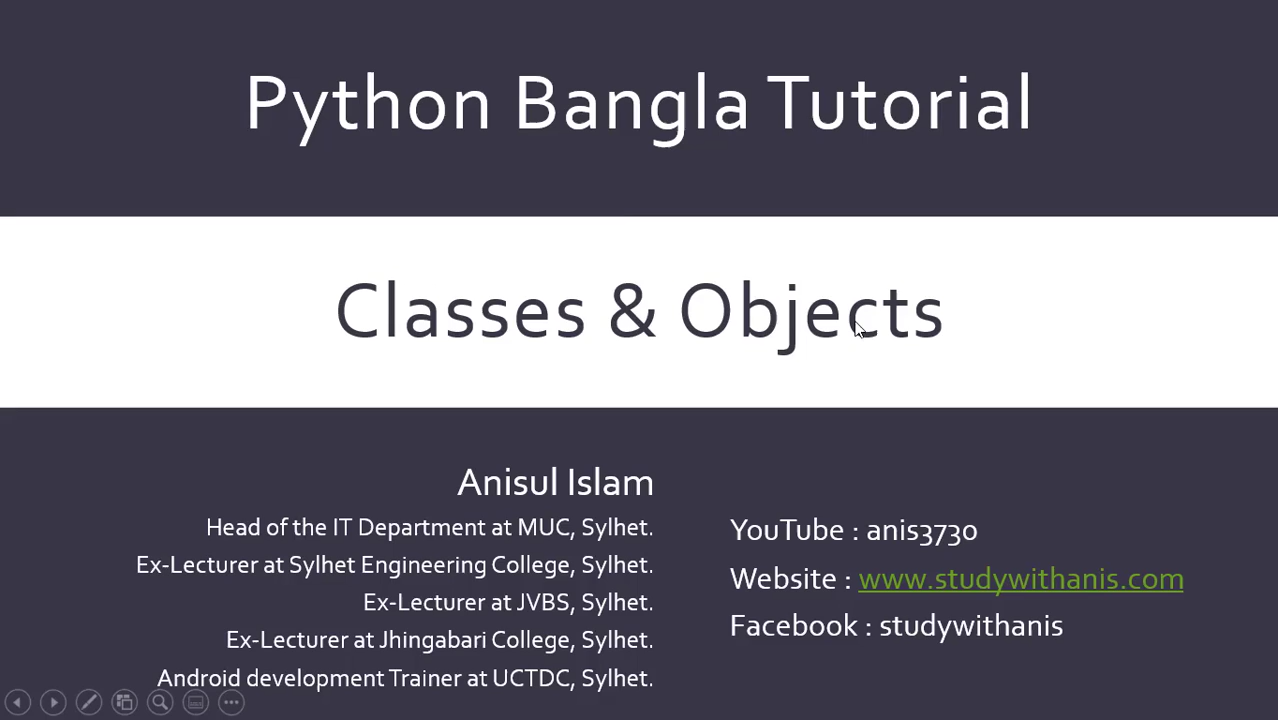 Python Bangla Tutorial
Classes & Objects
Anisul Islam
Head of the IT Department at MUC, Sylhet.
Ex-Lecturer at Sylhet Engineering College, Sylhet.
Ex-Lecturer at JVBS, Sylhet.
Ex-Lecturer at Jhingabari College, Sylhet.
Android development Trainer at UCTDC, Sylhet.
YouTube : anis3730
Website : www.studywithanis.com
Facebook : studywithanis